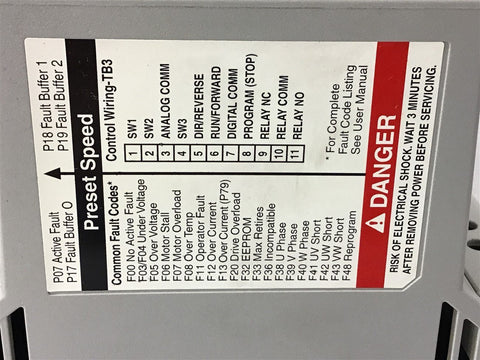 P07 Active Fault
P17 Fault Buffer O
P18 Fault Buffer 1
P19 Fault Buffer 2
Preset Speed
Common Fault Codes*
F00 No Active Fault
F03/F04 Under Voltage
F05 Over Voltage
F06 Motor Stall
F07 Motor Overload
F08 Over Temp
F11 Operator Fault
F12 Over Current
F13 Over Current (P79)
F20 Drive Overload
F32 EEPROM
F33 Max Retires
F36 Incompatible
F38 U Phase
F39 V Phase
F40 W Phase
F41 UV Short
F42 UW Short
F43 VW Short
F48 Reprogram
Control Wiring-TB3
1 SW1
2 SW2
3 ANALOG COMM
4 SW3
5 DIR/REVERSE
6 RUN/FORWARD
7 DIGITAL COMM
8 PROGRAM (STOP)
9 RELAY NC
10 RELAY COMM
11 RELAY NO
* For Complete
Fault Code Listing
See User Manual
DANGER
RISK OF ELECTRICAL SHOCK. WAIT 3 MINUTES
AFTER REMOVING POWER BEFORE SERVICING.